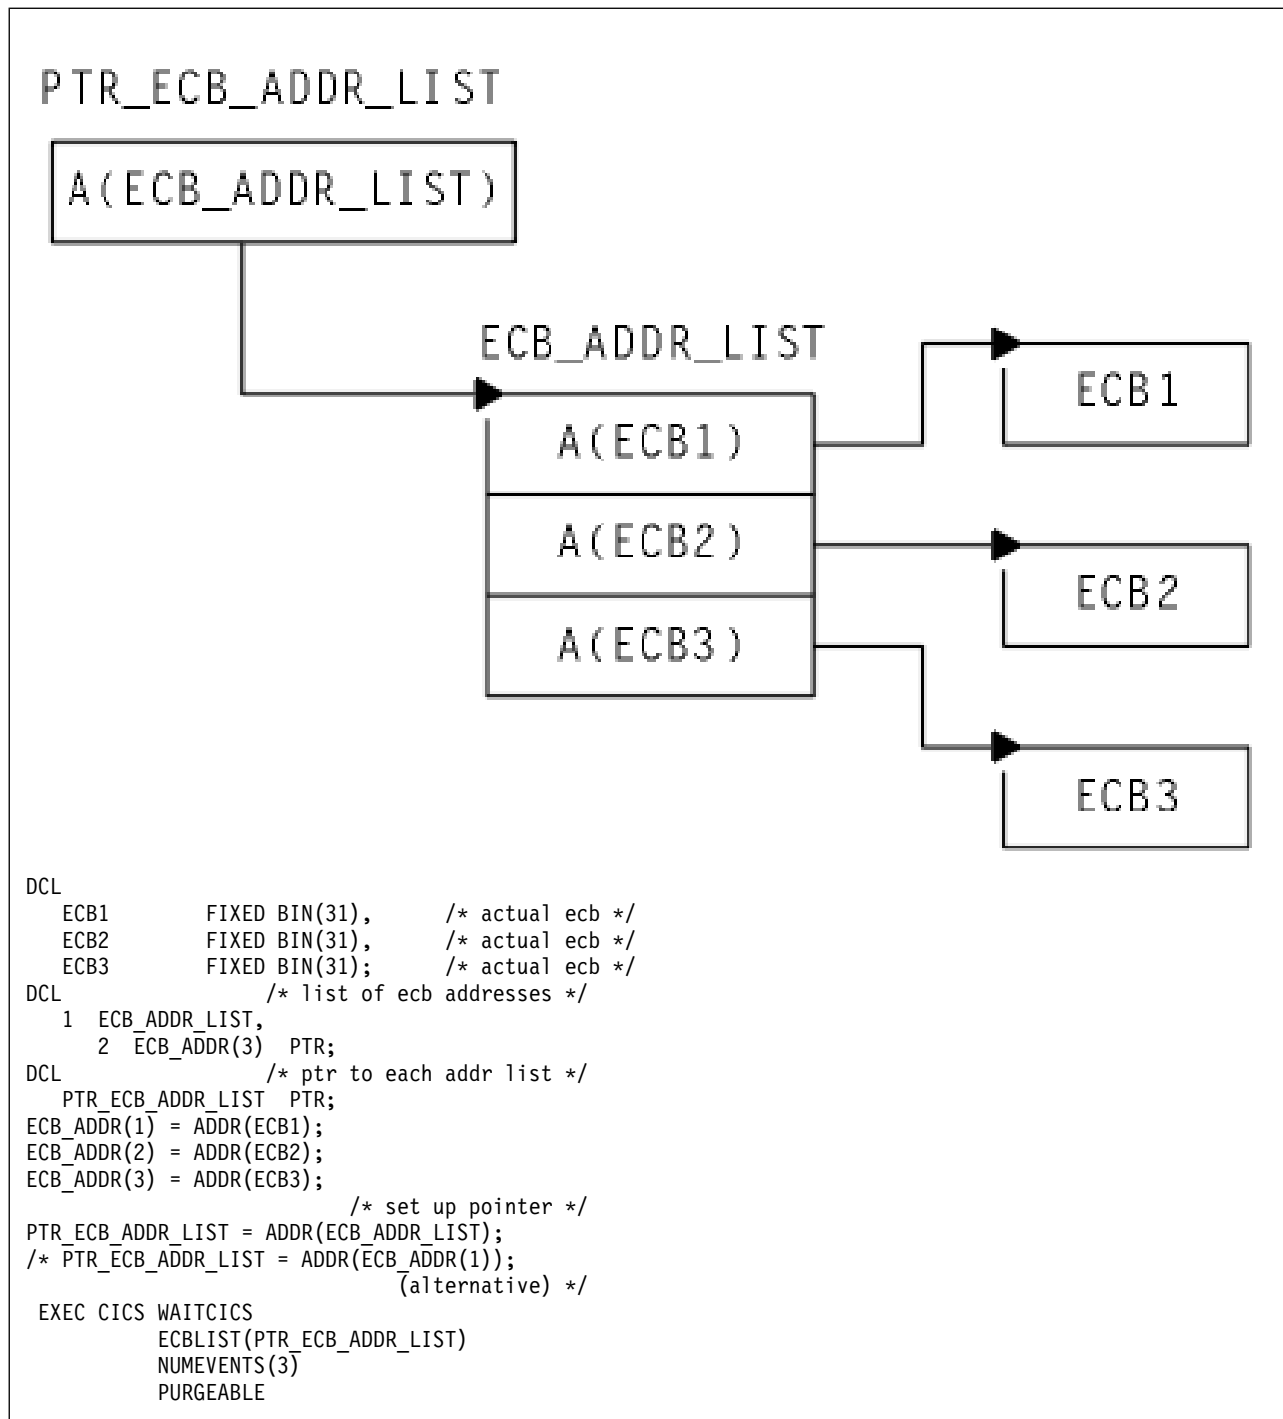 PTR_ECB_ADDR_LIST
A(ECB_ADDR_LIST)
ECB_ADDR_LIST
A(ECB1)
ECB1
A(ECB2)
ECB2
A(ECB3)
ECB3
DCL
   ECB1        FIXED BIN(31),      /* actual ecb */
   ECB2        FIXED BIN(31),      /* actual ecb */
   ECB3        FIXED BIN(31);      /* actual ecb */
DCL                 /* list of ecb addresses */
   1  ECB_ADDR_LIST,
      2  ECB_ADDR(3)  PTR;
DCL                 /* ptr to each addr list */
   PTR_ECB_ADDR_LIST  PTR;
ECB_ADDR(1) = ADDR(ECB1);
ECB_ADDR(2) = ADDR(ECB2);
ECB_ADDR(3) = ADDR(ECB3);
                           /* set up pointer */
PTR_ECB_ADDR_LIST = ADDR(ECB_ADDR_LIST);
/* PTR_ECB_ADDR_LIST = ADDR(ECB_ADDR(1));
                               (alternative) */
 EXEC CICS WAITCICS
           ECBLIST(PTR_ECB_ADDR_LIST)
           NUMEVENTS(3)
           PURGEABLE